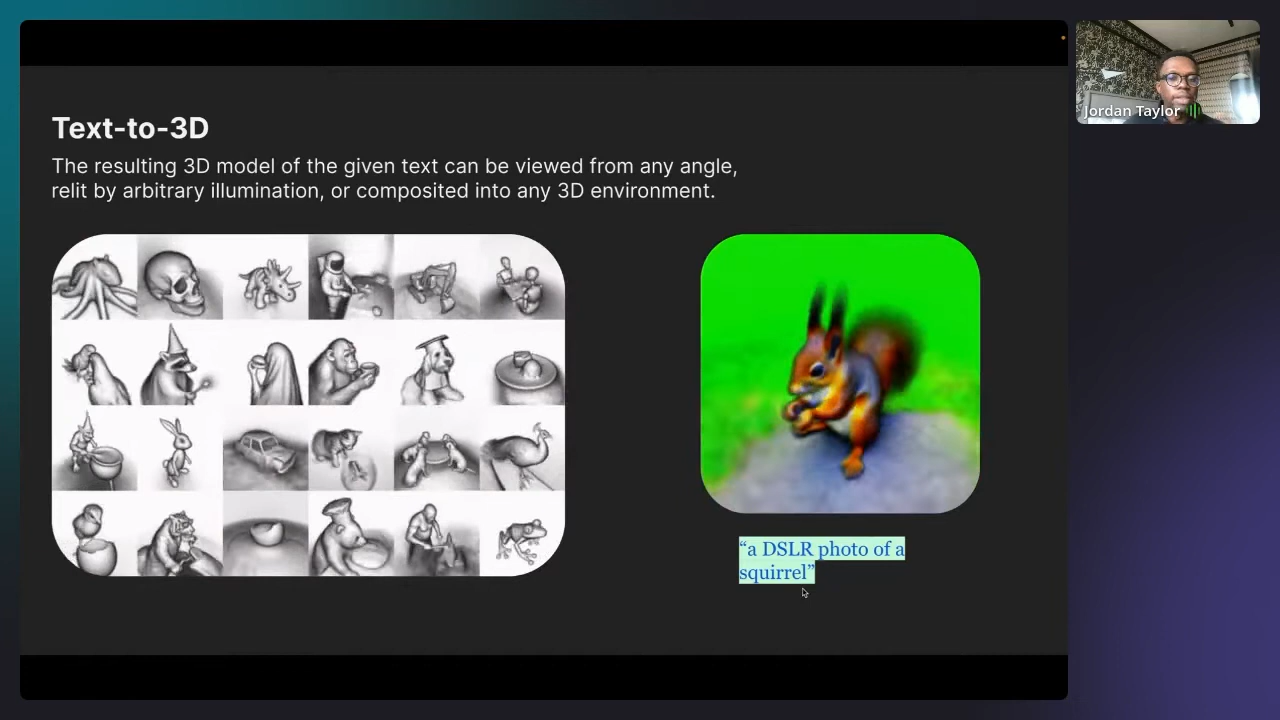 Text-to-3D
The resulting 3D model of the given text can be viewed from any angle,
relit by arbitrary illumination, or composited into any 3D environment.
“a DSLR photo of a
squirrel”
Jordan Taylor